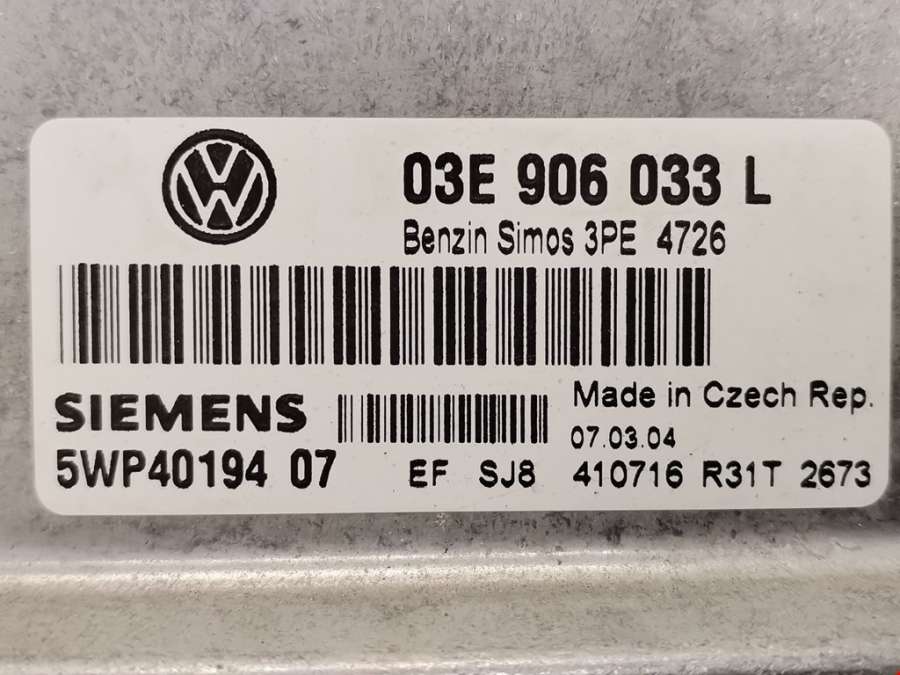 03E 906 033 L
Benzin Simos 3PE 4726
SIEMENS
Made in Czech Rep.
07.03.04
5WP40194 07 EF SJ8 410716 R31T 2673